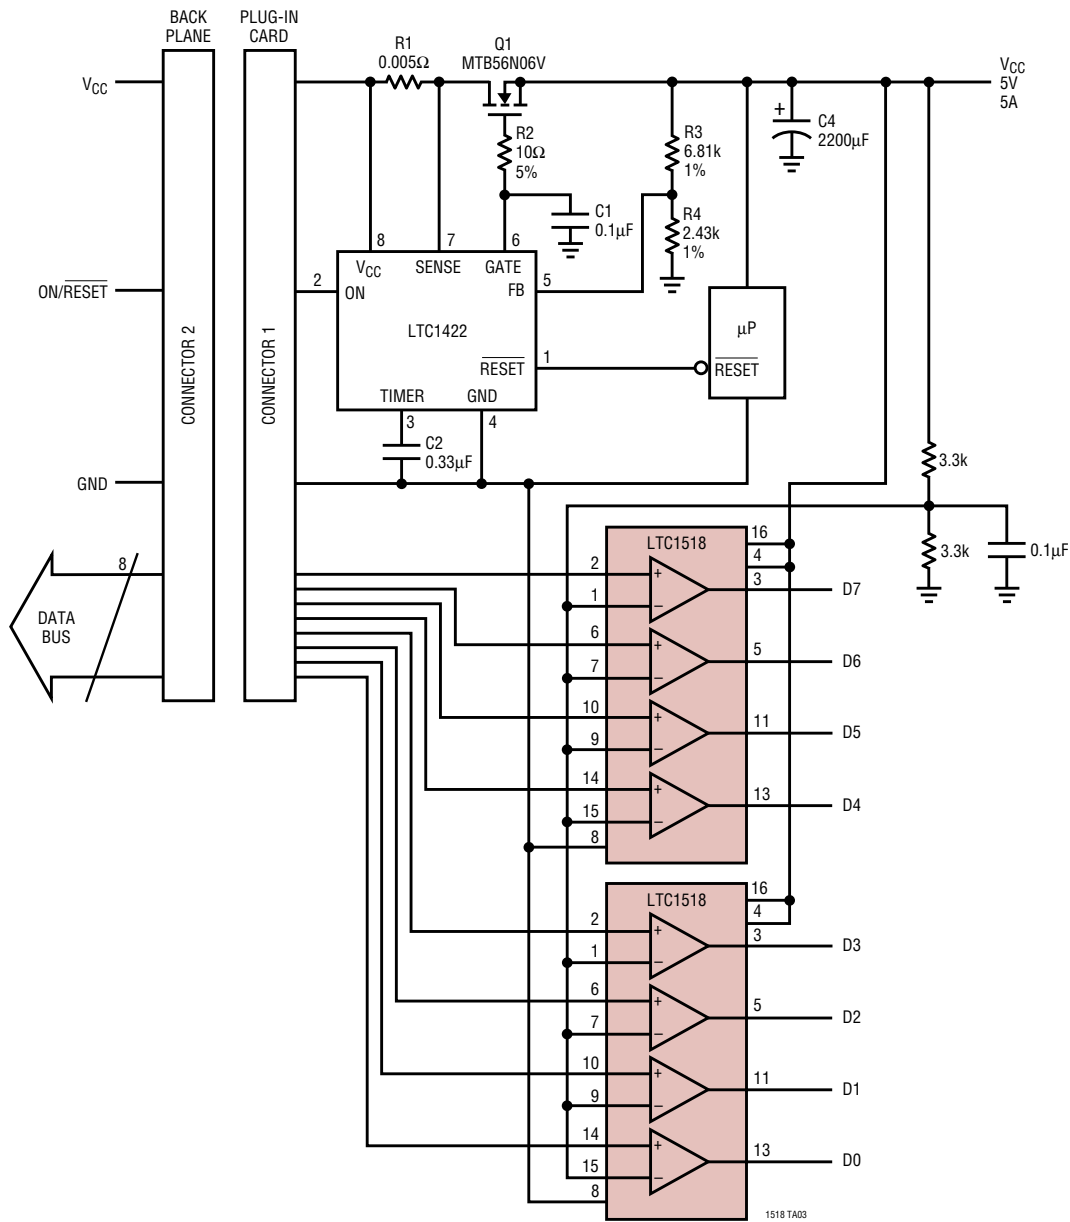 BACK
PLANE
PLUG-IN
CARD
R1
0.005Ω
Q1
MTB56N06V
VCC
VCC
5V
5A
+
C4
2200µF
R2
10Ω
5%
R3
6.81k
1%
C1
0.1µF
R4
2.43k
1%
8
7
6
VCC
SENSE
GATE
2
ON
FB
5
ON/RESET
LTC1422
µP
RESET
1
RESET
CONNECTOR 2
CONNECTOR 1
TIMER
GND
3
4
C2
0.33µF
GND
3.3k
3.3k
0.1µF
8
DATA
BUS
LTC1518
16
4
2
+
3
D7
1
–
6
+
5
D6
7
–
10
+
11
D5
9
–
14
+
13
D4
15
–
8
LTC1518
16
4
2
+
3
D3
1
–
6
+
5
D2
7
–
10
+
11
D1
9
–
14
+
13
D0
15
–
8
1518 TA03